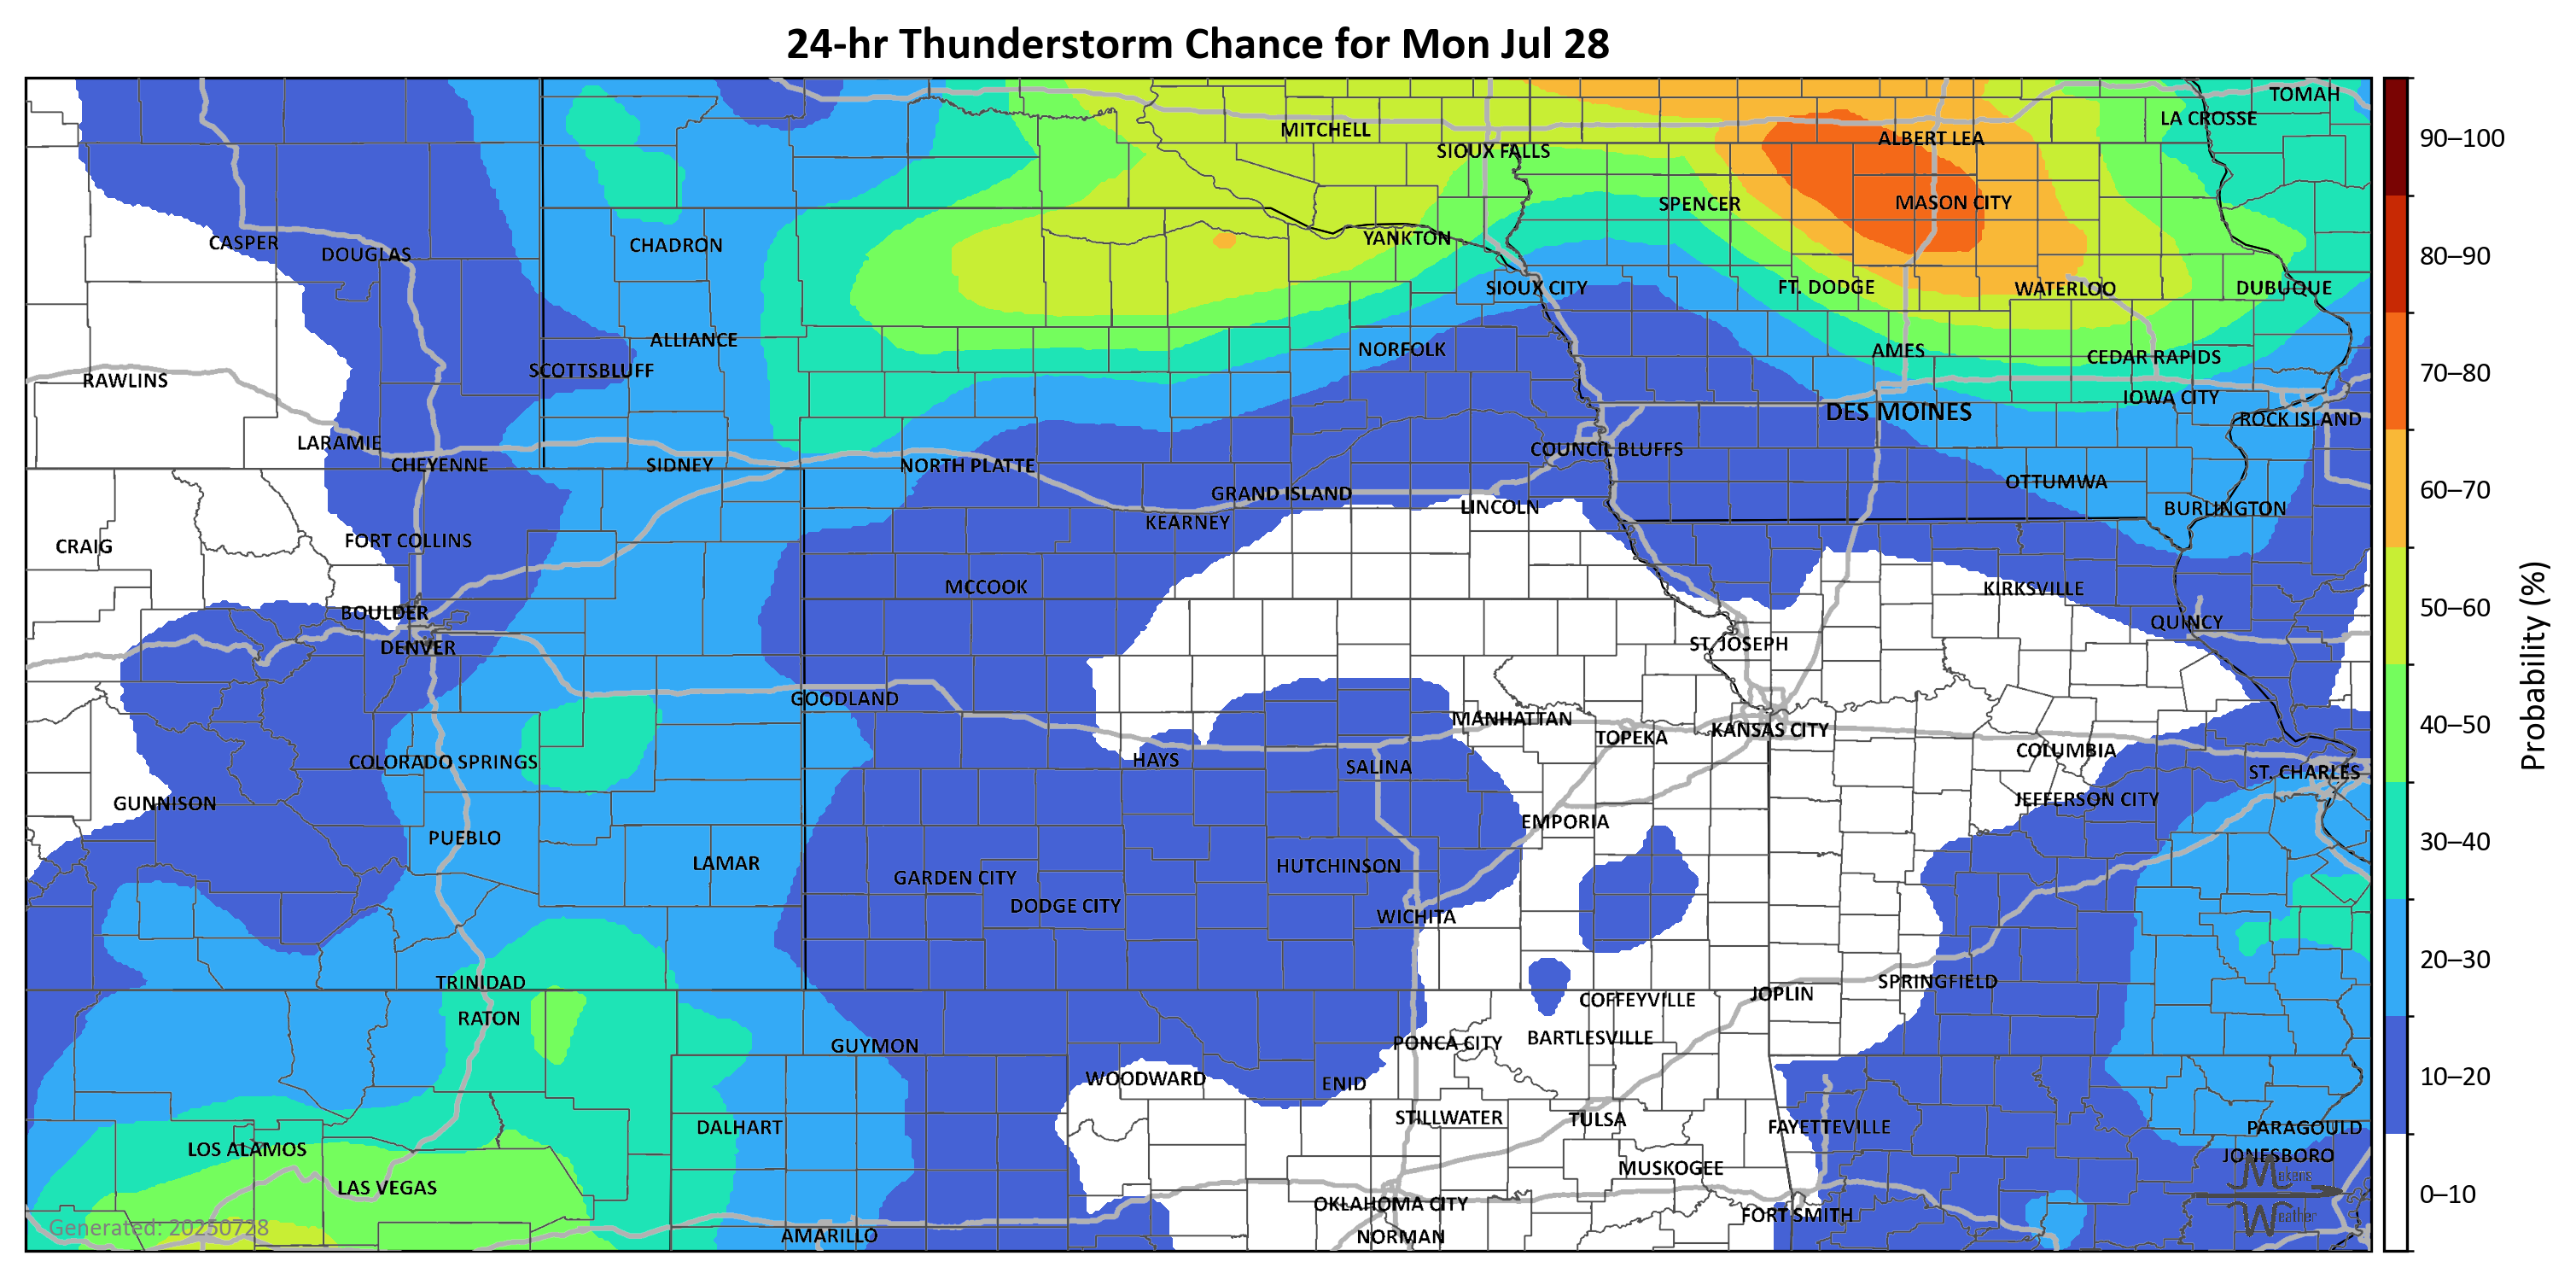 24-hr Thunderstorm Chance for Mon Jul 28
TOMAH
LA CROSSE
MITCHELL
ALBERT LEA
SIOUX FALLS
SPENCER
MASON CITY
CASPER
DOUGLAS
CHADRON
YANKTON
SIOUX CITY
FT. DODGE
WATERLOO
DUBUQUE
ALLIANCE
NORFOLK
AMES
CEDAR RAPIDS
RAWLINS
SCOTTSBLUFF
IOWA CITY
DES MOINES
ROCK ISLAND
LARAMIE
CHEYENNE
SIDNEY
NORTH PLATTE
COUNCIL BLUFFS
GRAND ISLAND
LINCOLN
OTTUMWA
BURLINGTON
KEARNEY
CRAIG
FORT COLLINS
MCCOOK
KIRKSVILLE
BOULDER
QUINCY
DENVER
ST. JOSEPH
GOODLAND
MANHATTAN
TOPEKA
KANSAS CITY
COLUMBIA
COLORADO SPRINGS
HAYS
SALINA
ST. CHARLES
GUNNISON
JEFFERSON CITY
PUEBLO
EMPORIA
LAMAR
GARDEN CITY
HUTCHINSON
DODGE CITY
WICHITA
TRINIDAD
SPRINGFIELD
RATON
COFFEYVILLE
JOPLIN
GUYMON
PONCA CITY
BARTLESVILLE
WOODWARD
ENID
DALHART
STILLWATER
TULSA
FAYETTEVILLE
PARAGOULD
LOS ALAMOS
JONESBORO
MUSKOGEE
LAS VEGAS
OKLAHOMA CITY
FORT SMITH
AMARILLO
NORMAN
Generated: 20250728
Mekens
Weather
90–100
80–90
70–80
60–70
50–60
40–50
30–40
20–30
10–20
0–10
Probability (%)